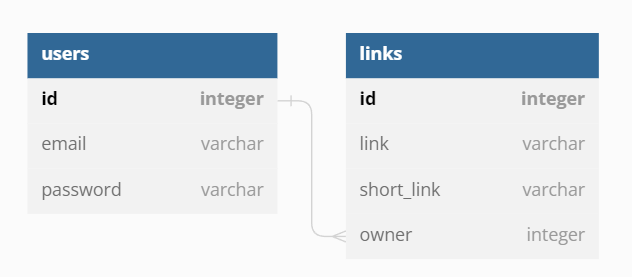 users
id integer
email varchar
password varchar
links
id integer
link varchar
short_link varchar
owner integer